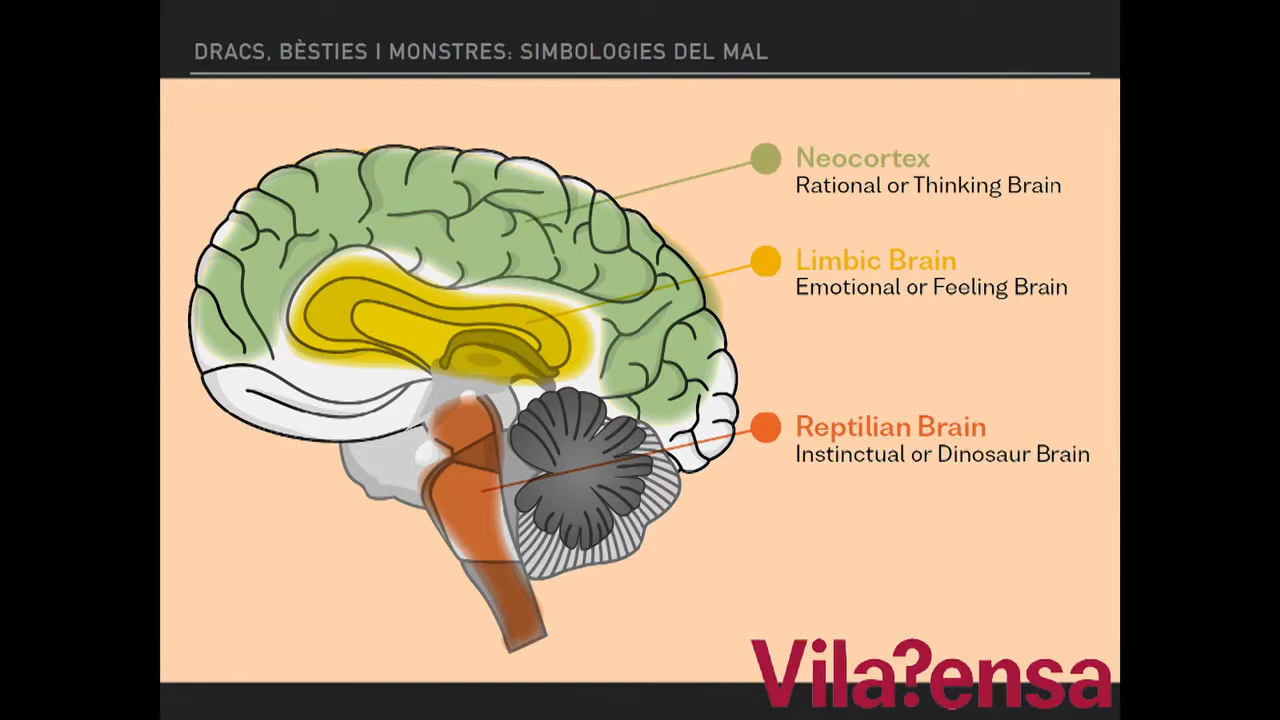 DRACS, BÈSTIES I MONSTRES: SIMBOLOGIES DEL MAL
Neocortex
Rational or Thinking Brain
Limbic Brain
Emotional or Feeling Brain
Reptilian Brain
Instinctual or Dinosaur Brain
Vila?ensa